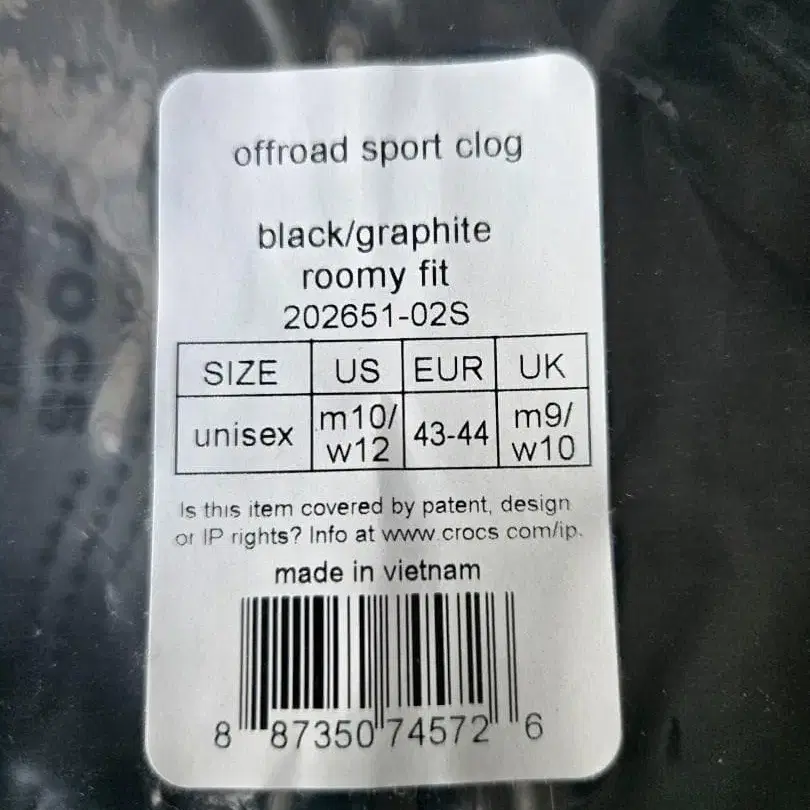 offroad sport clog
black/graphite
roomy fit
202651-02S
SIZE US EUR UK
unisex m10/w12 43-44 m9/w10
Is this item covered by patent, design
or IP rights? Info at www.crocs com/ip.
made in vietnam
8 87350 74572 6